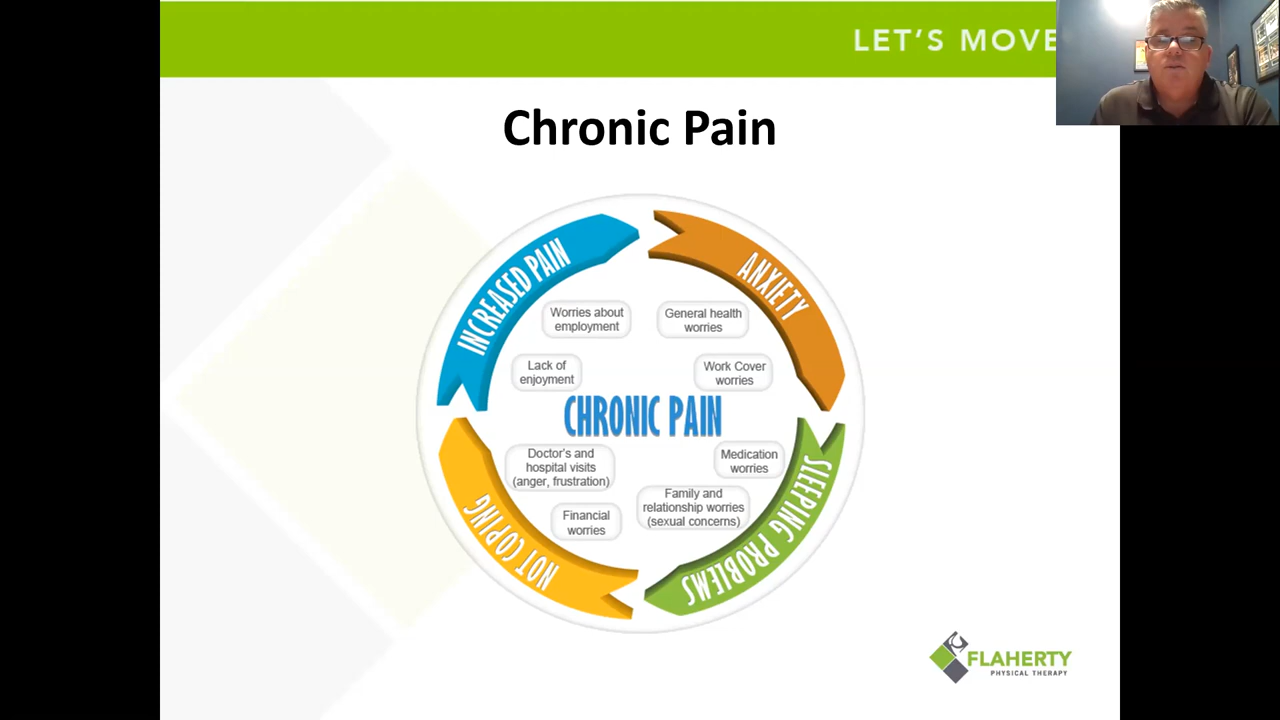 LET'S MOVE
Chronic Pain
INCREASED PAIN
ANXIETY
Worries about
employment
General health
worries
Lack of
enjoyment
Work Cover
worries
CHRONIC PAIN
Doctor's and
hospital visits
(anger, frustration)
Medication
worries
Financial
worries
Family and
relationship worries
(sexual concerns)
NOT COPING
SLEEPING PROBLEMS
FLAHERTY
PHYSICAL THERAPY